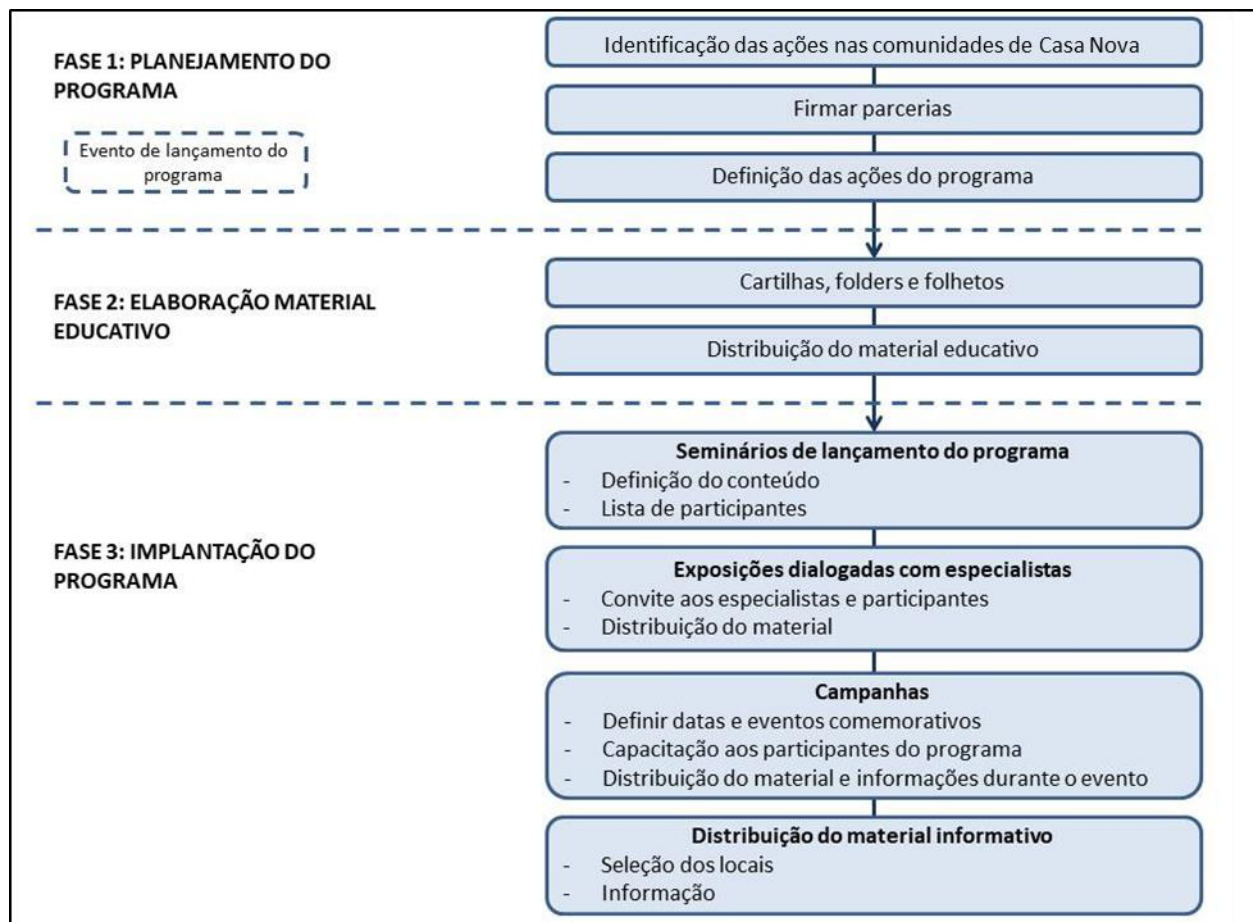 FASE 1: PLANEJAMENTO DO
PROGRAMA
Evento de lançamento do
programa
Identificação das ações nas comunidades de Casa Nova
Firmar parcerias
Definição das ações do programa
FASE 2: ELABORAÇÃO MATERIAL
EDUCATIVO
Cartilhas, folders e folhetos
Distribuição do material educativo
FASE 3: IMPLANTAÇÃO DO
PROGRAMA
Seminários de lançamento do programa
- Definição do conteúdo
- Lista de participantes
Exposições dialogadas com especialistas
- Convite aos especialistas e participantes
- Distribuição do material
Campanhas
- Definir datas e eventos comemorativos
- Capacitação aos participantes do programa
- Distribuição do material e informações durante o evento
Distribuição do material informativo
- Seleção dos locais
- Informação